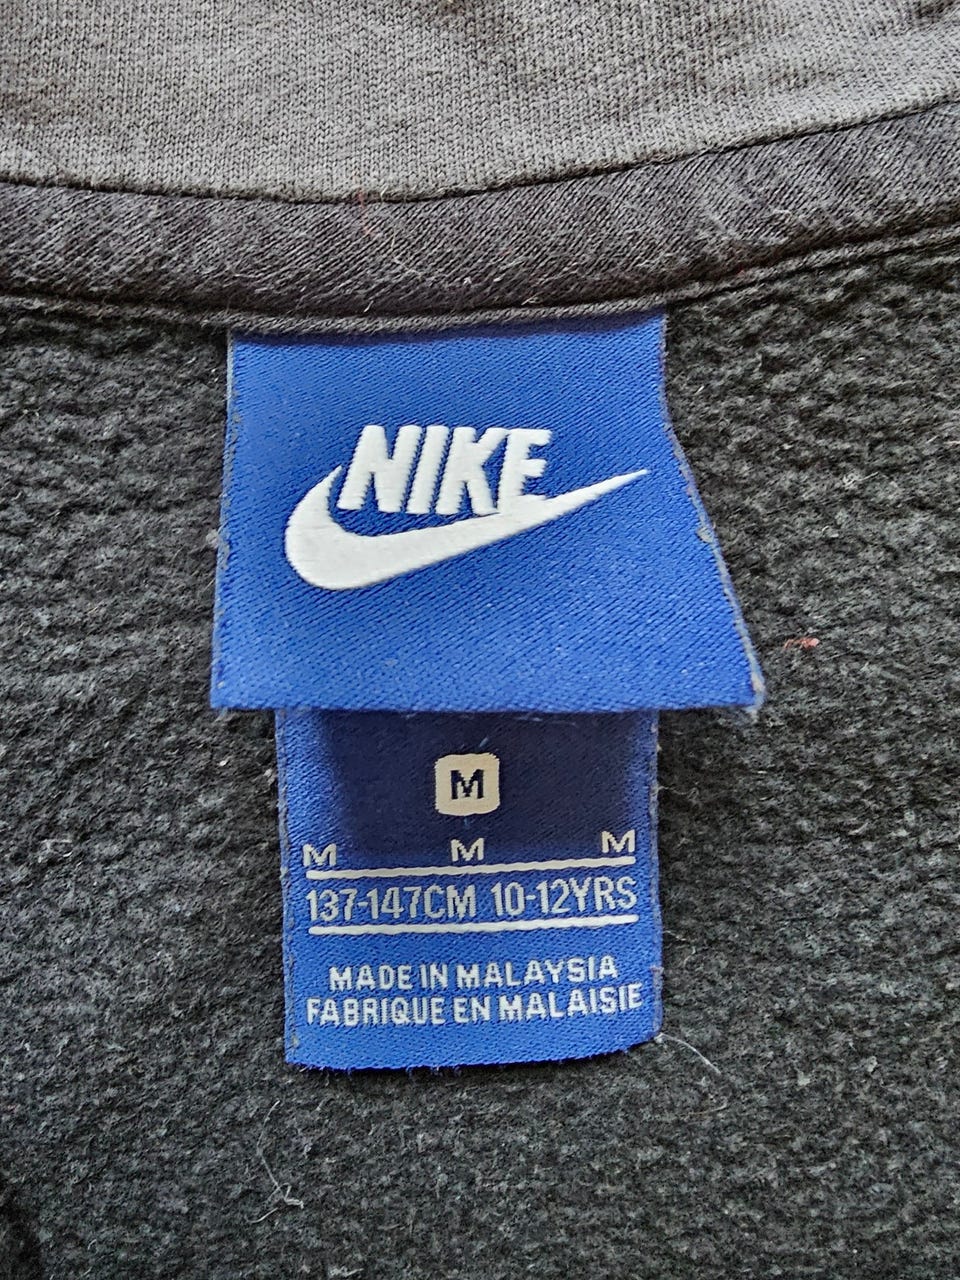 NIKE
M
M M M
137-147CM 10-12YRS
MADE IN MALAYSIA
FABRIQUE EN MALAISIE